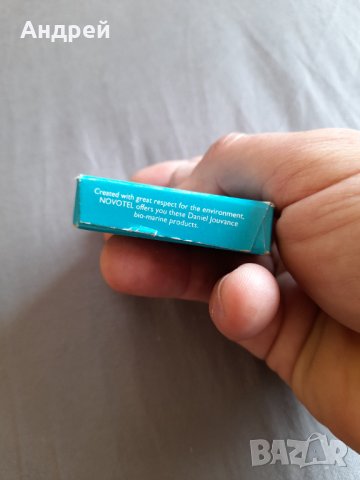 Андрей
Created with great respect for the environment,
NOVOTEL offers you these Daniel Jouvance
bio-marine products.
BAZAR